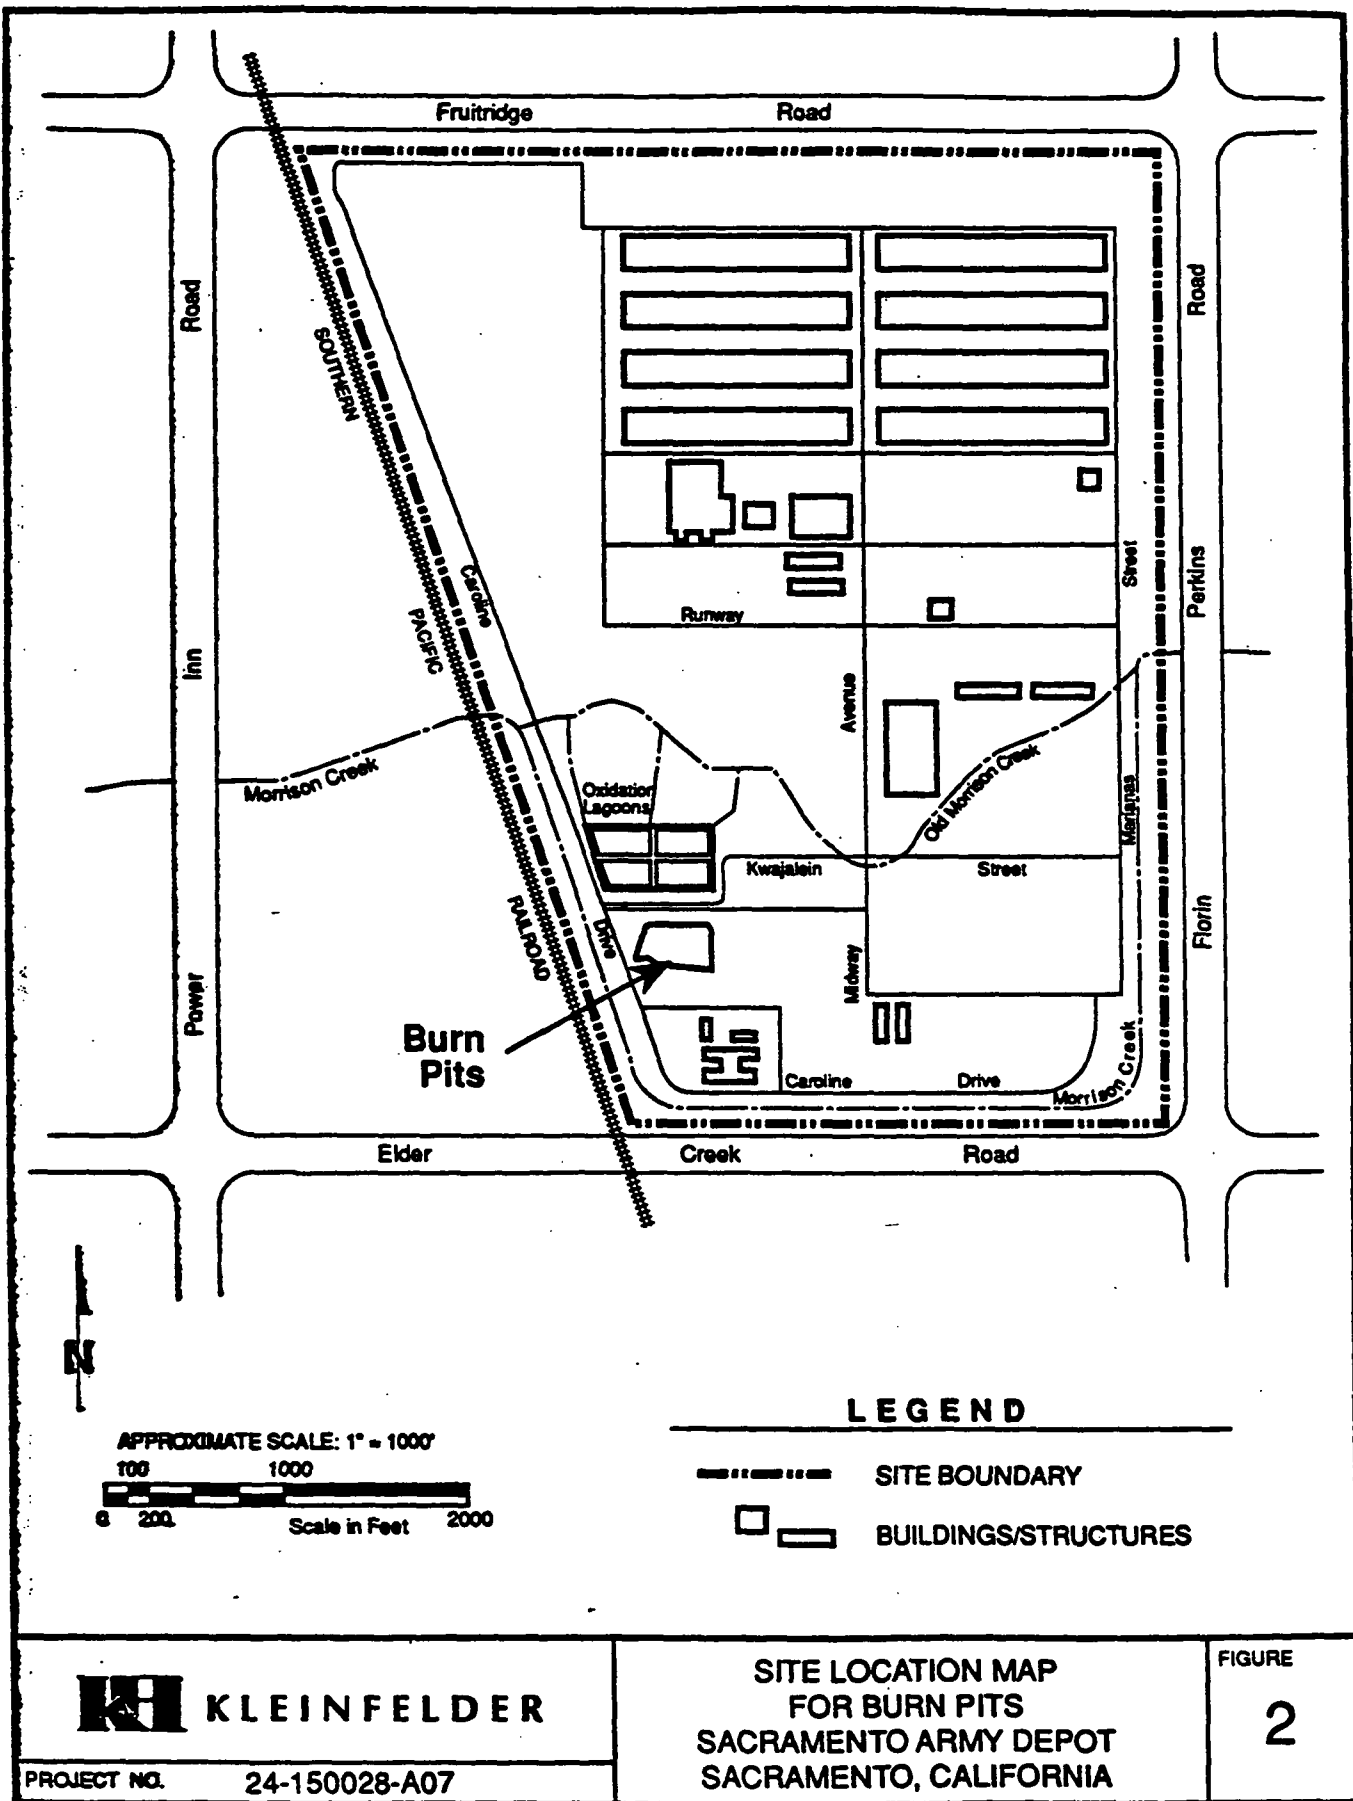 Fruitridge Road
Road
Inn
Power
SOUTHERN
PACIFIC
RAILROAD
Caroline
Drive
Road
Perkins
Florin
Street
Marianas
Runway
Avenue
Midway
Morrison Creek
Old Morrison Creek
Oxidation
Lagoons
Kwajalein Street
Burn
Pits
Caroline Drive
Morrison Creek
Elder Creek Road
N
LEGEND
APPROXIMATE SCALE: 1" = 1000'
100 1000
0 200 Scale in Feet 2000
SITE BOUNDARY
BUILDINGS/STRUCTURES
KLEINFELDER
PROJECT NO. 24-150028-A07
SITE LOCATION MAP
FOR BURN PITS
SACRAMENTO ARMY DEPOT
SACRAMENTO, CALIFORNIA
FIGURE
2